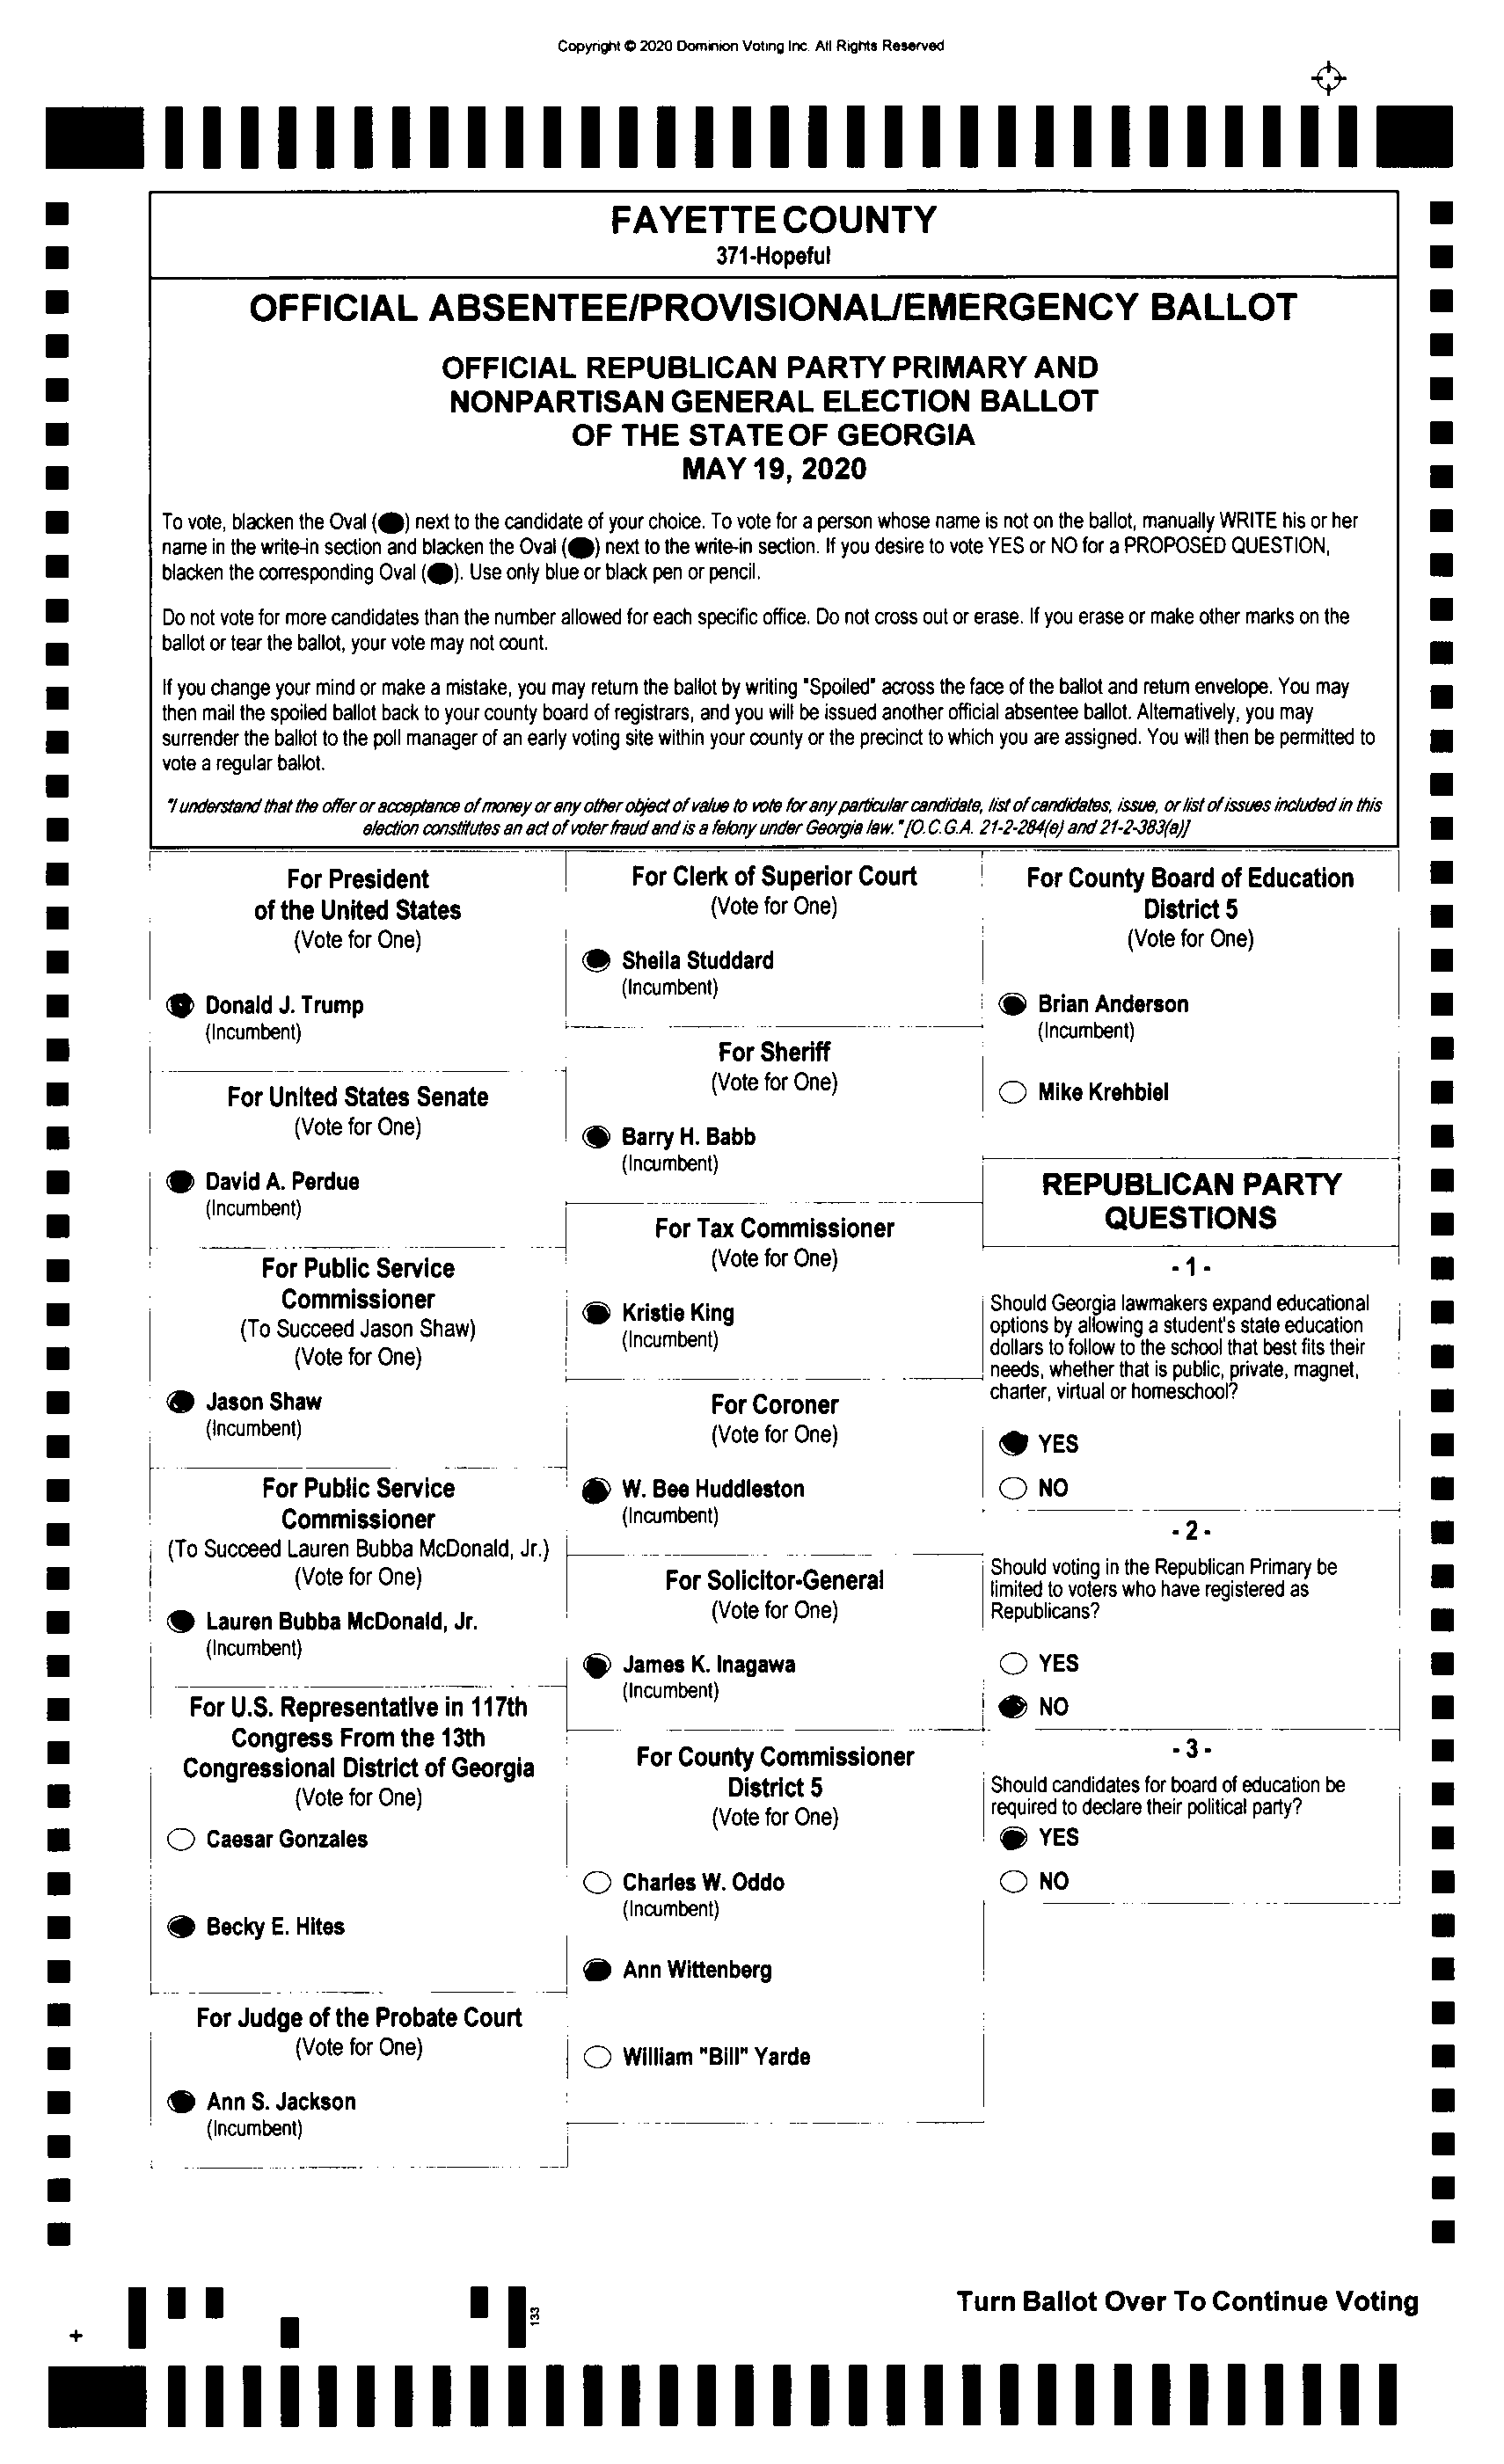 Copyright © 2020 Dominion Voting Inc. All Rights Reserved
FAYETTE COUNTY
371-Hopeful
OFFICIAL ABSENTEE/PROVISIONAL/EMERGENCY BALLOT
OFFICIAL REPUBLICAN PARTY PRIMARY AND
NONPARTISAN GENERAL ELECTION BALLOT
OF THE STATE OF GEORGIA
MAY 19, 2020
To vote, blacken the Oval (⬬) next to the candidate of your choice. To vote for a person whose name is not on the ballot, manually WRITE his or her
name in the write-in section and blacken the Oval (⬬) next to the write-in section. If you desire to vote YES or NO for a PROPOSED QUESTION,
blacken the corresponding Oval (⬬). Use only blue or black pen or pencil.
Do not vote for more candidates than the number allowed for each specific office. Do not cross out or erase. If you erase or make other marks on the
ballot or tear the ballot, your vote may not count.
If you change your mind or make a mistake, you may return the ballot by writing "Spoiled" across the face of the ballot and return envelope. You may
then mail the spoiled ballot back to your county board of registrars, and you will be issued another official absentee ballot. Alternatively, you may
surrender the ballot to the poll manager of an early voting site within your county or the precinct to which you are assigned. You will then be permitted to
vote a regular ballot.
"I understand that the offer or acceptance of money or any other object of value to vote for any particular candidate, list of candidates, issue, or list of issues included in this
election constitutes an act of voter fraud and is a felony under Georgia law." [O.C.G.A. 21-2-284(e) and 21-2-383(a)]
For President
of the United States
(Vote for One)
Donald J. Trump
(Incumbent)
For United States Senate
(Vote for One)
David A. Perdue
(Incumbent)
For Public Service
Commissioner
(To Succeed Jason Shaw)
(Vote for One)
Jason Shaw
(Incumbent)
For Public Service
Commissioner
(To Succeed Lauren Bubba McDonald, Jr.)
(Vote for One)
Lauren Bubba McDonald, Jr.
(Incumbent)
For U.S. Representative in 117th
Congress From the 13th
Congressional District of Georgia
(Vote for One)
Caesar Gonzales
Becky E. Hites
For Judge of the Probate Court
(Vote for One)
Ann S. Jackson
(Incumbent)
For Clerk of Superior Court
(Vote for One)
Sheila Studdard
(Incumbent)
For Sheriff
(Vote for One)
Barry H. Babb
(Incumbent)
For Tax Commissioner
(Vote for One)
Kristie King
(Incumbent)
For Coroner
(Vote for One)
W. Bee Huddleston
(Incumbent)
For Solicitor-General
(Vote for One)
James K. Inagawa
(Incumbent)
For County Commissioner
District 5
(Vote for One)
Charles W. Oddo
(Incumbent)
Ann Wittenberg
William "Bill" Yarde
For County Board of Education
District 5
(Vote for One)
Brian Anderson
(Incumbent)
Mike Krehbiel
REPUBLICAN PARTY
QUESTIONS
- 1 -
Should Georgia lawmakers expand educational
options by allowing a student's state education
dollars to follow to the school that best fits their
needs, whether that is public, private, magnet,
charter, virtual or homeschool?
YES
NO
- 2 -
Should voting in the Republican Primary be
limited to voters who have registered as
Republicans?
YES
NO
- 3 -
Should candidates for board of education be
required to declare their political party?
YES
NO
133
Turn Ballot Over To Continue Voting
+